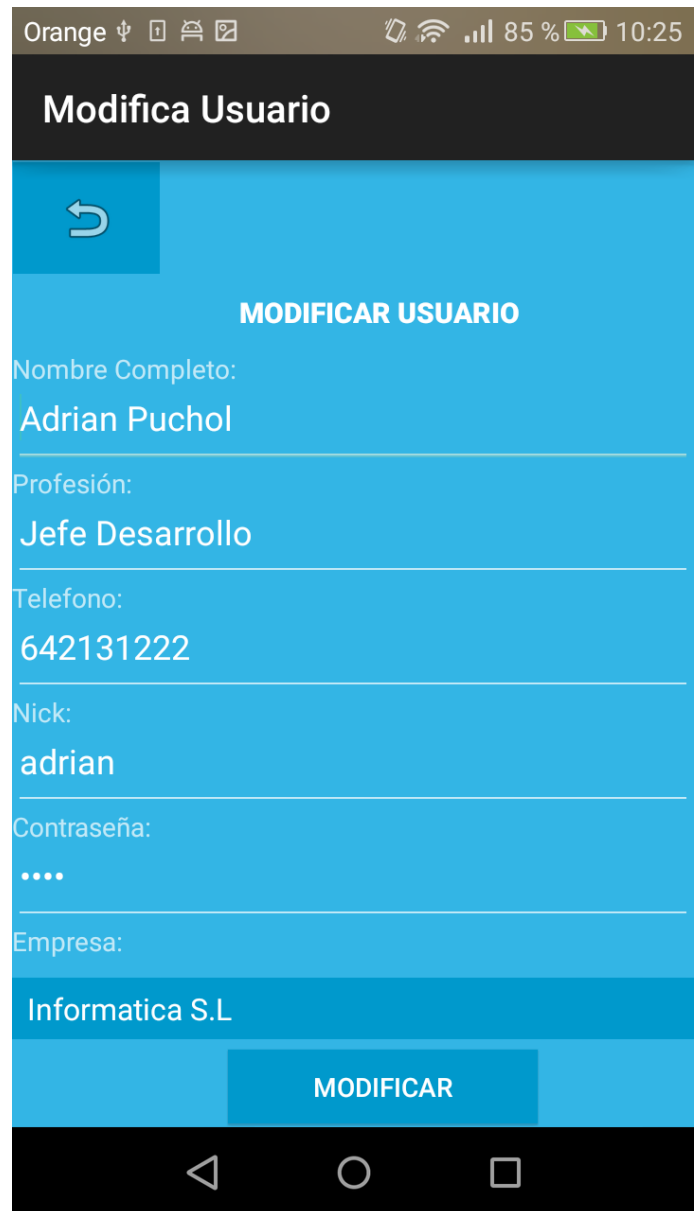 Orange 85 % 10:25
Modifica Usuario
MODIFICAR USUARIO
Nombre Completo:
Adrian Puchol
Profesión:
Jefe Desarrollo
Telefono:
642131222
Nick:
adrian
Contraseña:
••••
Empresa:
Informatica S.L
MODIFICAR